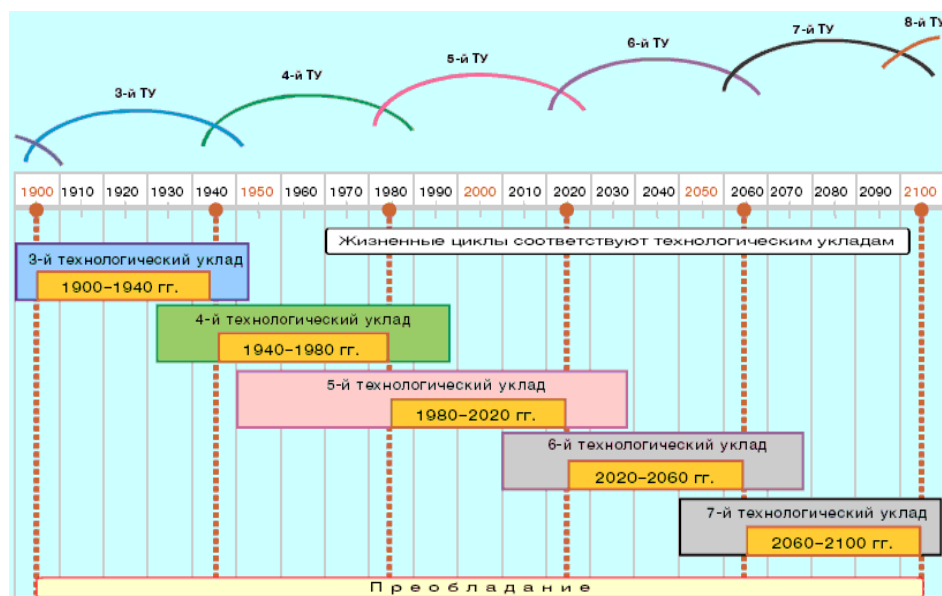 3-й ТУ
4-й ТУ
5-й ТУ
6-й ТУ
7-й ТУ
8-й ТУ
1900 1910 1920 1930 1940 1950 1960 1970 1980 1990 2000 2010 2020 2030 2040 2050 2060 2070 2080 2090 2100
Жизненные циклы соответствуют технологическим укладам
3-й технологический уклад
1900–1940 гг.
4-й технологический уклад
1940–1980 гг.
5-й технологический уклад
1980–2020 гг.
6-й технологический уклад
2020–2060 гг.
7-й технологический уклад
2060–2100 гг.
Преобладание